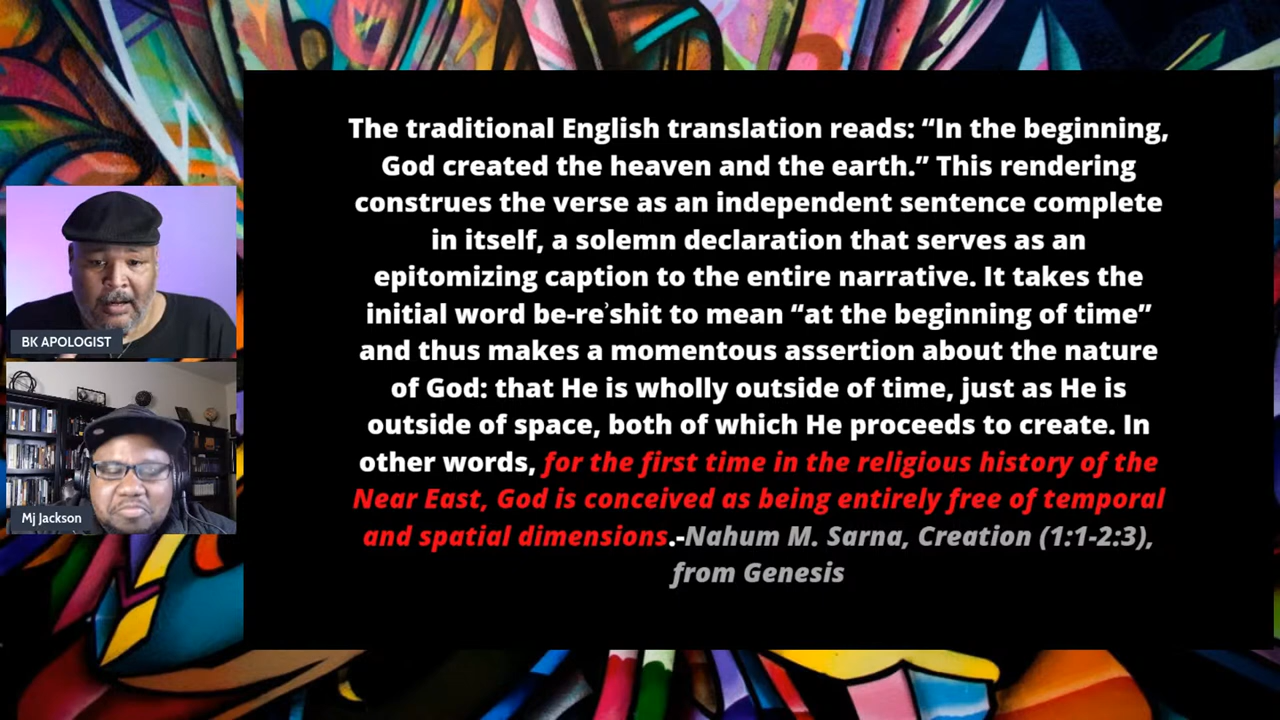 The traditional English translation reads: “In the beginning,
God created the heaven and the earth.” This rendering
construes the verse as an independent sentence complete
in itself, a solemn declaration that serves as an
epitomizing caption to the entire narrative. It takes the
initial word be-reʾshit to mean “at the beginning of time”
and thus makes a momentous assertion about the nature
of God: that He is wholly outside of time, just as He is
outside of space, both of which He proceeds to create. In
other words, for the first time in the religious history of the
Near East, God is conceived as being entirely free of temporal
and spatial dimensions.-Nahum M. Sarna, Creation (1:1-2:3),
from Genesis
BK APOLOGIST
Mj Jackson